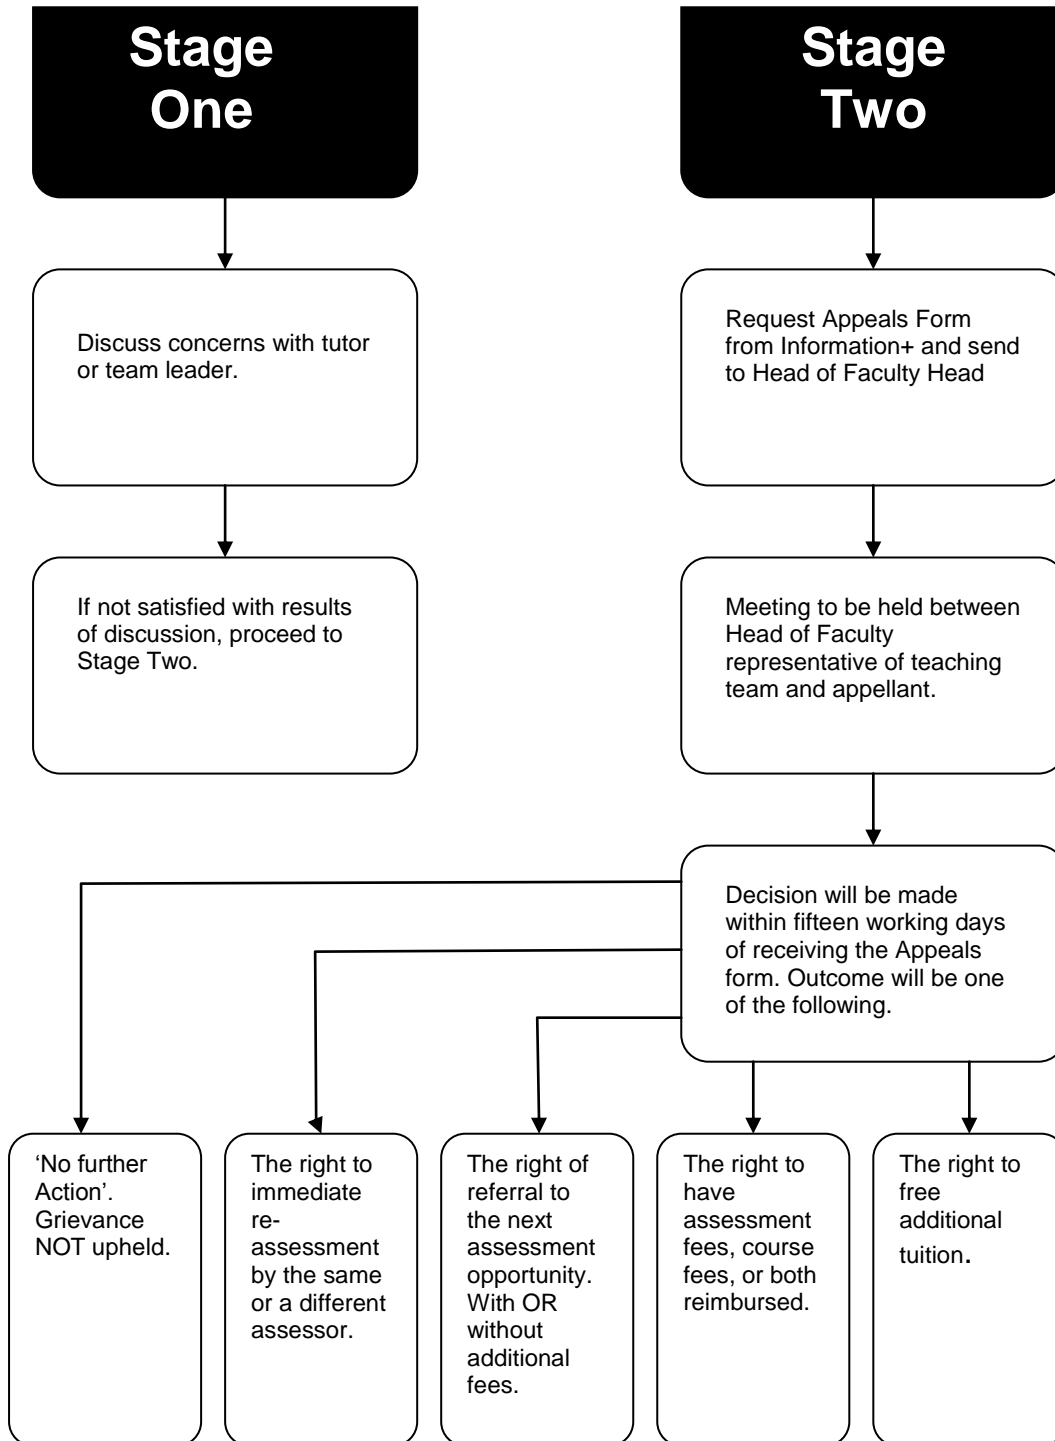 Stage
One
Stage
Two
Discuss concerns with tutor
or team leader.
Request Appeals Form
from Information+ and send
to Head of Faculty Head
If not satisfied with results
of discussion, proceed to
Stage Two.
Meeting to be held between
Head of Faculty
representative of teaching
team and appellant.
Decision will be made
within fifteen working days
of receiving the Appeals
form. Outcome will be one
of the following.
‘No further
Action’.
Grievance
NOT upheld.
The right to
immediate
re-
assessment
by the same
or a different
assessor.
The right of
referral to
the next
assessment
opportunity.
With OR
without
additional
fees.
The right to
have
assessment
fees, course
fees, or both
reimbursed.
The right to
free
additional
tuition.